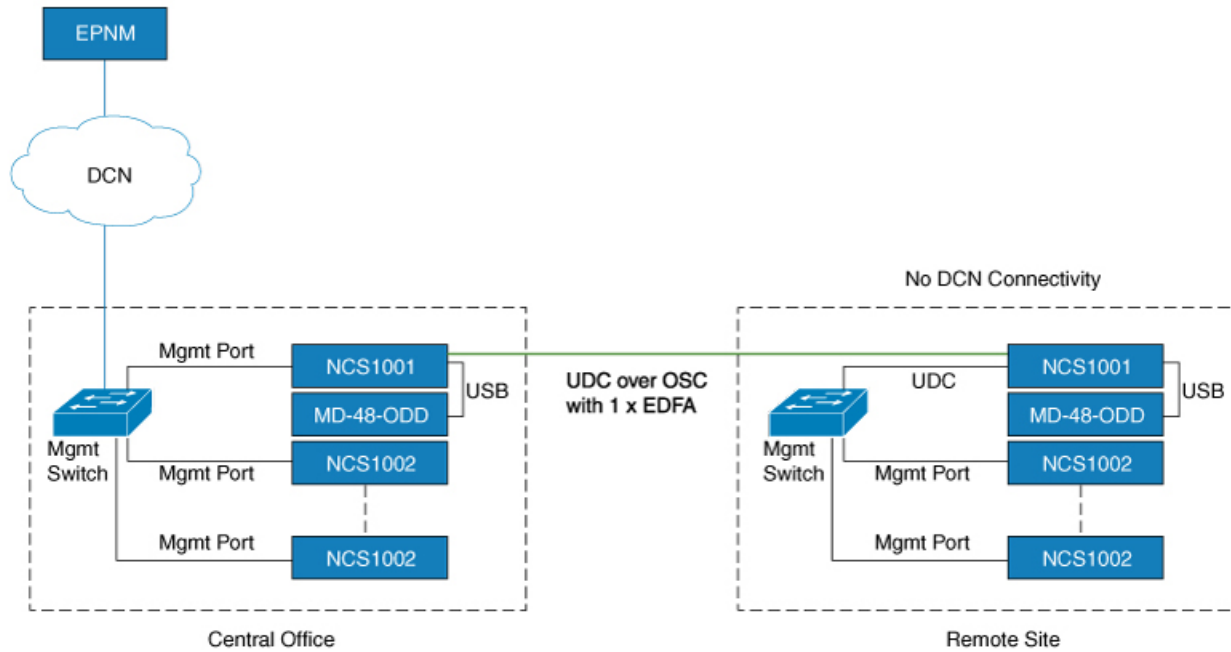 EPNM
DCN
No DCN Connectivity
Mgmt Port
NCS1001
USB
MD-48-ODD
Mgmt
Switch
Mgmt Port
NCS1002
Mgmt Port
NCS1002
Central Office
UDC over OSC
with 1 x EDFA
UDC
NCS1001
USB
MD-48-ODD
Mgmt
Switch
Mgmt Port
NCS1002
Mgmt Port
NCS1002
Remote Site